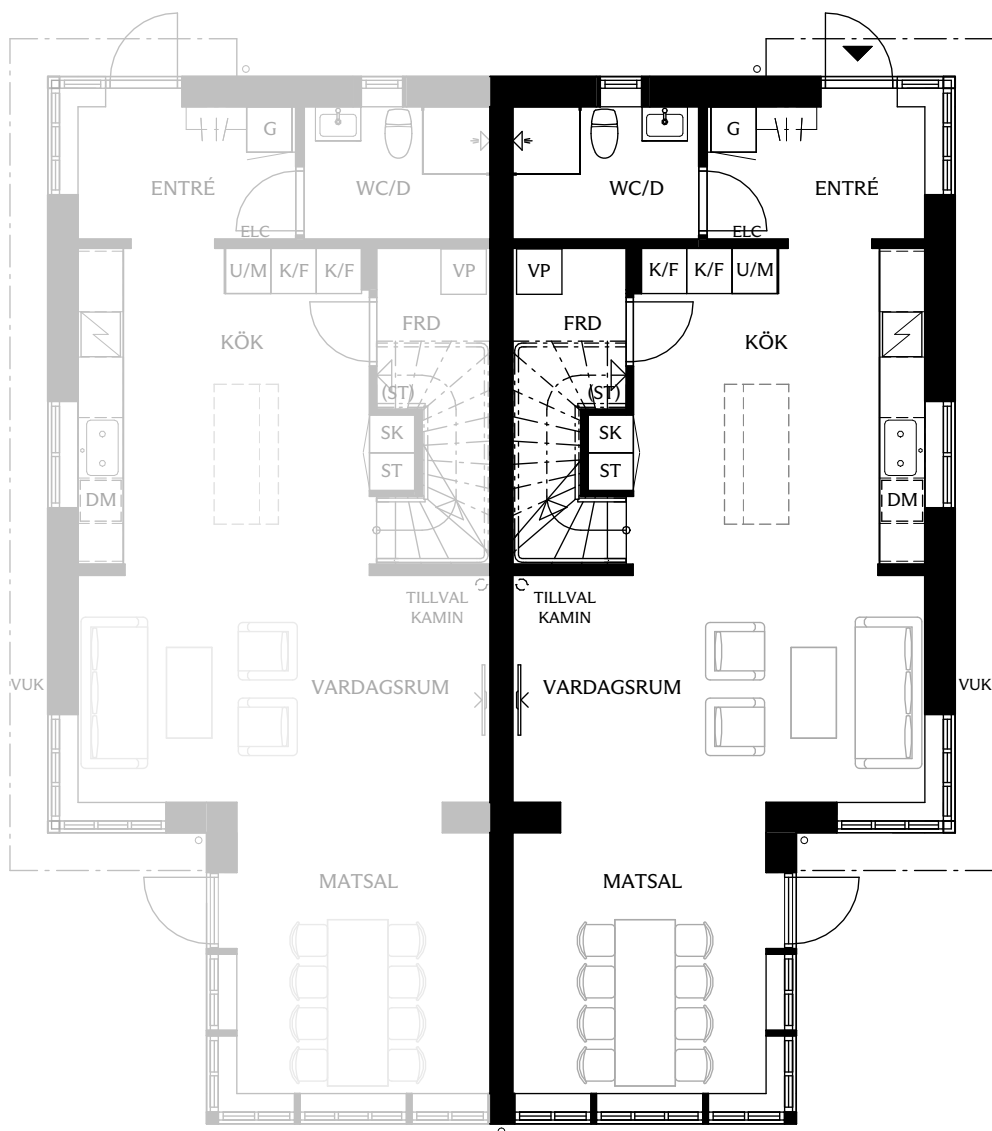 G
G
ENTRÉ
WC/D
WC/D
ENTRÉ
ELC
ELC
U/M
K/F
K/F
VP
VP
K/F
K/F
U/M
KÖK
FRD
FRD
KÖK
(ST)
(ST)
SK
SK
ST
ST
DM
DM
TILLVAL
KAMIN
TILLVAL
KAMIN
VUK
VARDAGSRUM
VARDAGSRUM
VUK
MATSAL
MATSAL